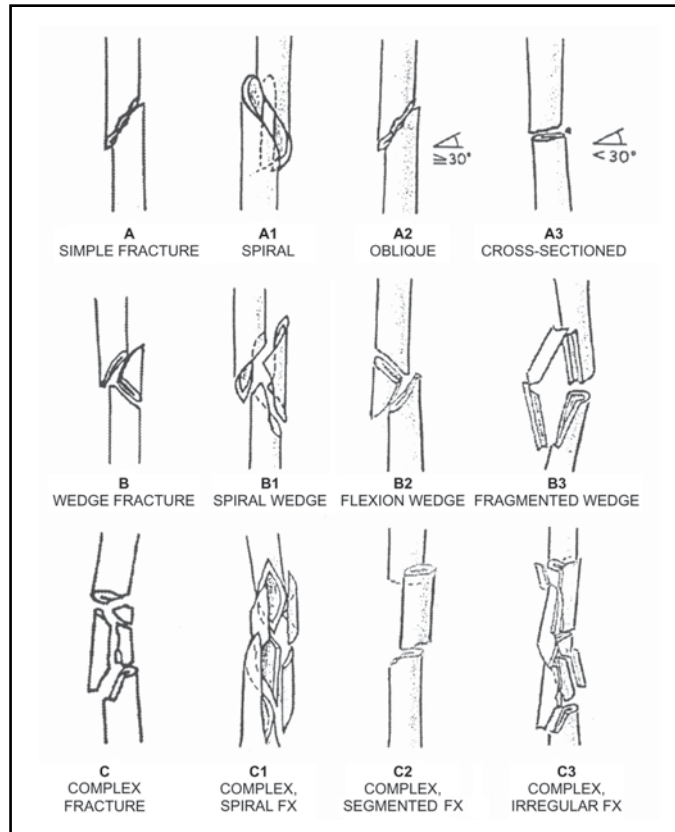 ≧30°
<30°
A
SIMPLE FRACTURE
A1
SPIRAL
A2
OBLIQUE
A3
CROSS-SECTIONED
B
WEDGE FRACTURE
B1
SPIRAL WEDGE
B2
FLEXION WEDGE
B3
FRAGMENTED WEDGE
C
COMPLEX
FRACTURE
C1
COMPLEX,
SPIRAL FX
C2
COMPLEX,
SEGMENTED FX
C3
COMPLEX,
IRREGULAR FX